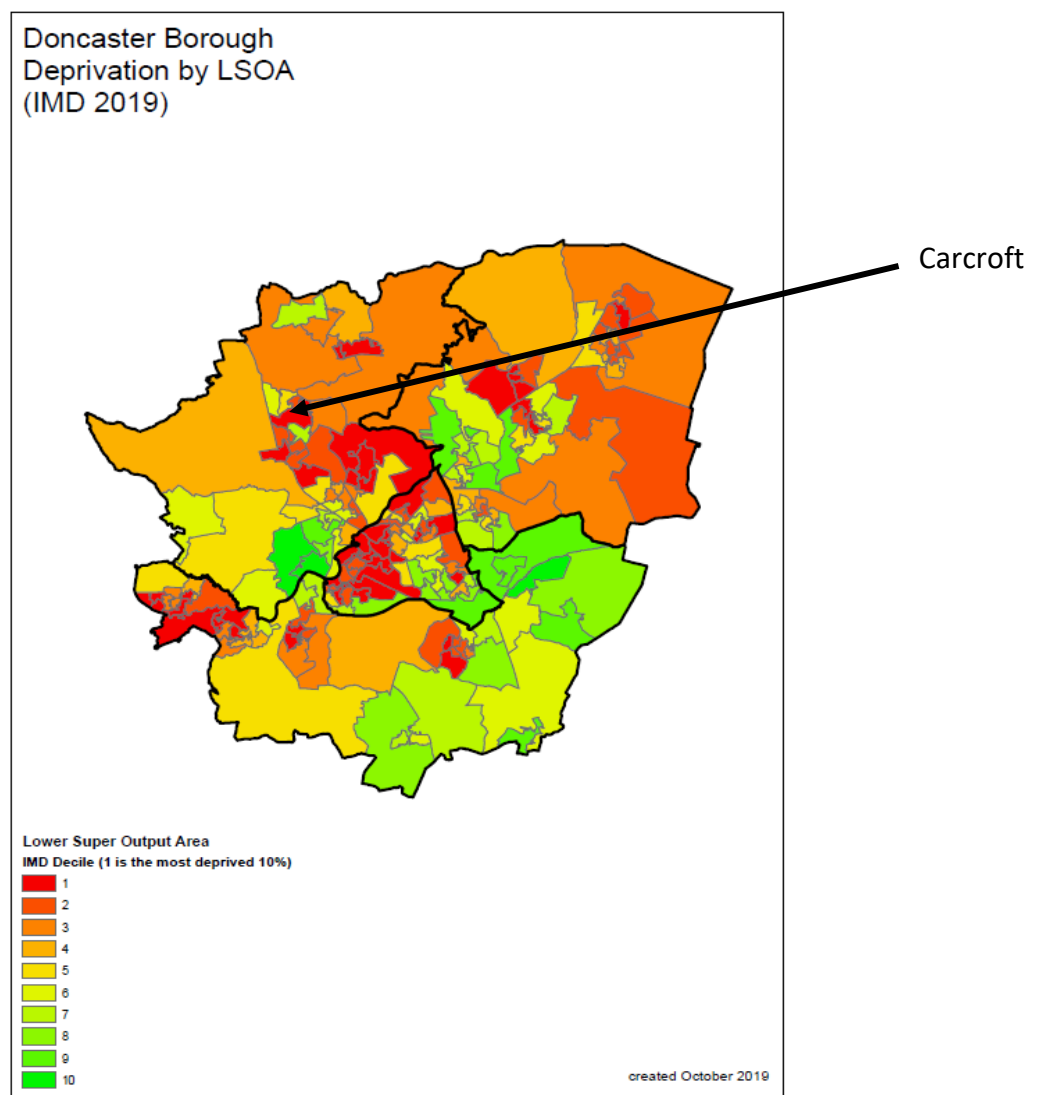 Doncaster Borough
Deprivation by LSOA
(IMD 2019)
Carcroft
Lower Super Output Area
IMD Decile (1 is the most deprived 10%)
1
2
3
4
5
6
7
8
9
10
created October 2019